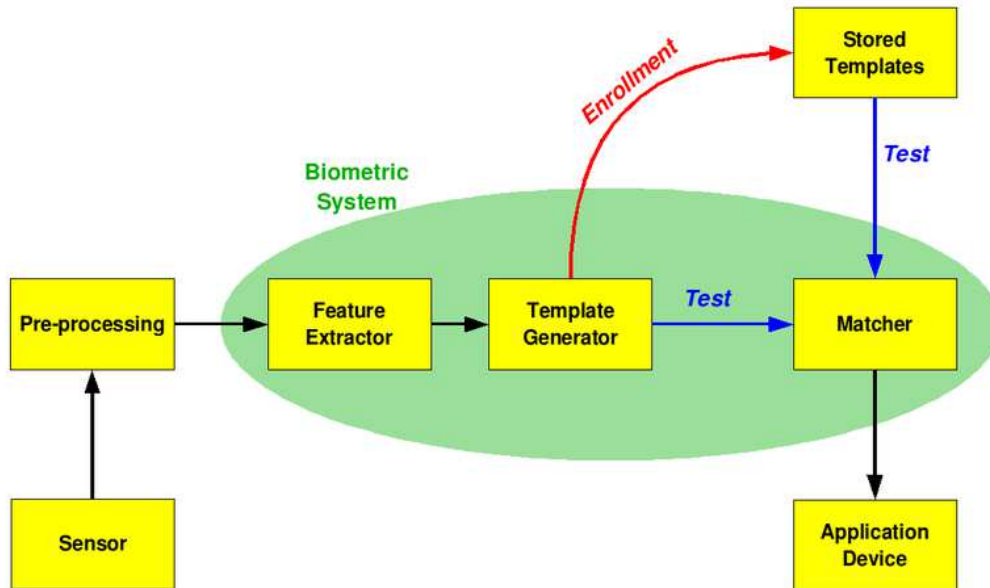 Stored
Templates
Enrollment
Test
Biometric
System
Pre-processing
Feature
Extractor
Template
Generator
Test
Matcher
Sensor
Application
Device